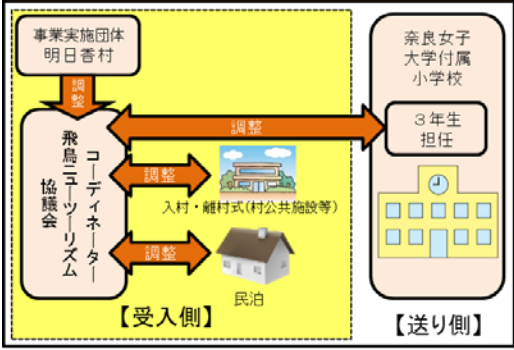 事業実施団体
明日香村
調整
コーディネーター
飛鳥ニューツーリズム
協議会
調整
調整
入村・離村式(村公共施設等)
調整
民泊
【受入側】
奈良女子
大学付属
小学校
3年生
担任
【送り側】